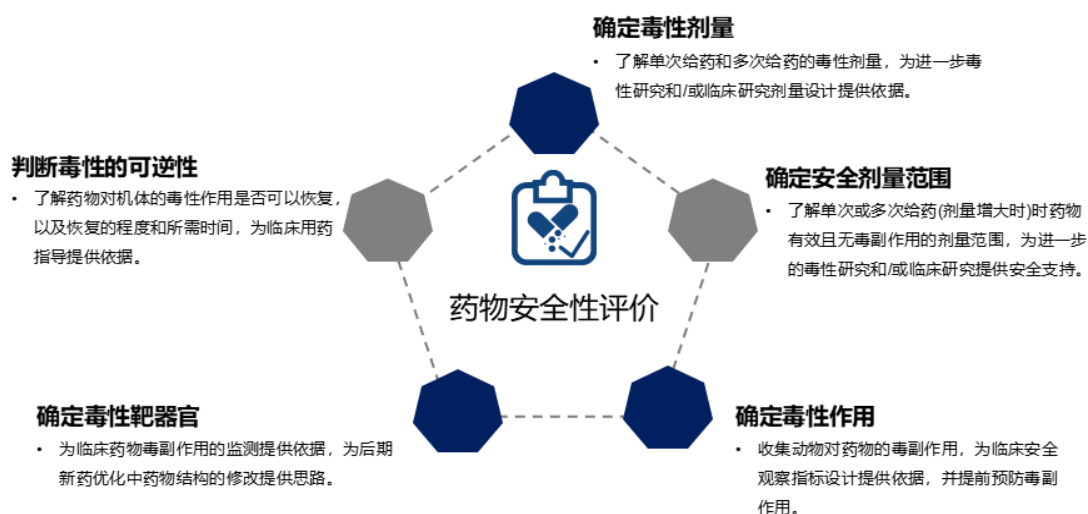 确定毒性剂量
• 了解单次给药和多次给药的毒性剂量，为进一步毒
性研究和/或临床研究剂量设计提供依据。
判断毒性的可逆性
• 了解药物对机体的毒性作用是否可以恢复，
以及恢复的程度和所需时间，为临床用药
指导提供依据。
确定安全剂量范围
• 了解单次或多次给药(剂量增大时)时药物
有效且无毒副作用的剂量范围，为进一步
的毒性研究和/或临床研究提供安全支持。
药物安全性评价
确定毒性靶器官
• 为临床药物毒副作用的监测提供依据，为后期
新药优化中药物结构的修改提供思路。
确定毒性作用
• 收集动物对药物的毒副作用，为临床安全
观察指标设计提供依据，并提前预防毒副
作用。